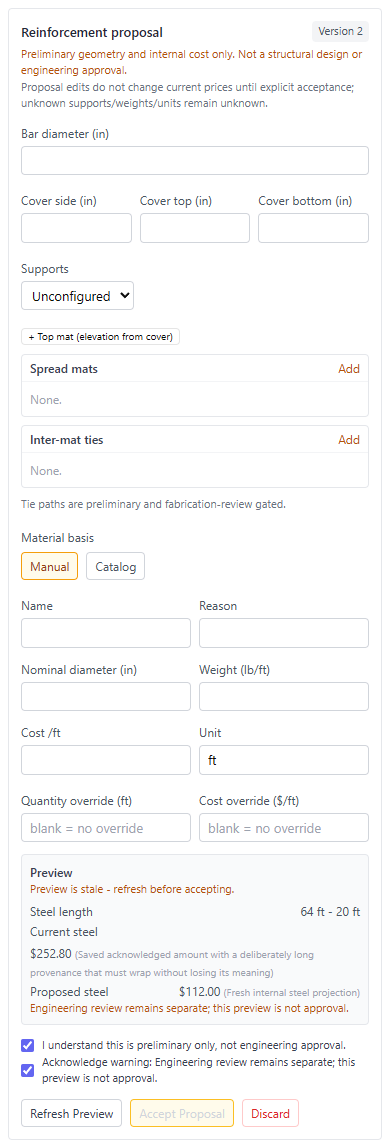 Reinforcement proposal
Version 2
Preliminary geometry and internal cost only. Not a structural design or
engineering approval.
Proposal edits do not change current prices until explicit acceptance;
unknown supports/weights/units remain unknown.
Bar diameter (in)
Cover side (in)
Cover top (in)
Cover bottom (in)
Supports
Unconfigured
+ Top mat (elevation from cover)
Spread mats
Add
None.
Inter-mat ties
Add
None.
Tie paths are preliminary and fabrication-review gated.
Material basis
Manual
Catalog
Name
Reason
Nominal diameter (in)
Weight (lb/ft)
Cost /ft
Unit
ft
Quantity override (ft)
Cost override ($/ft)
blank = no override
blank = no override
Preview
Preview is stale - refresh before accepting.
Steel length
64 ft - 20 ft
Current steel
$252.80 (Saved acknowledged amount with a deliberately long
provenance that must wrap without losing its meaning)
Proposed steel
$112.00 (Fresh internal steel projection)
Engineering review remains separate; this preview is not approval.
I understand this is preliminary only, not engineering approval.
Acknowledge warning: Engineering review remains separate; this
preview is not approval.
Refresh Preview
Accept Proposal
Discard